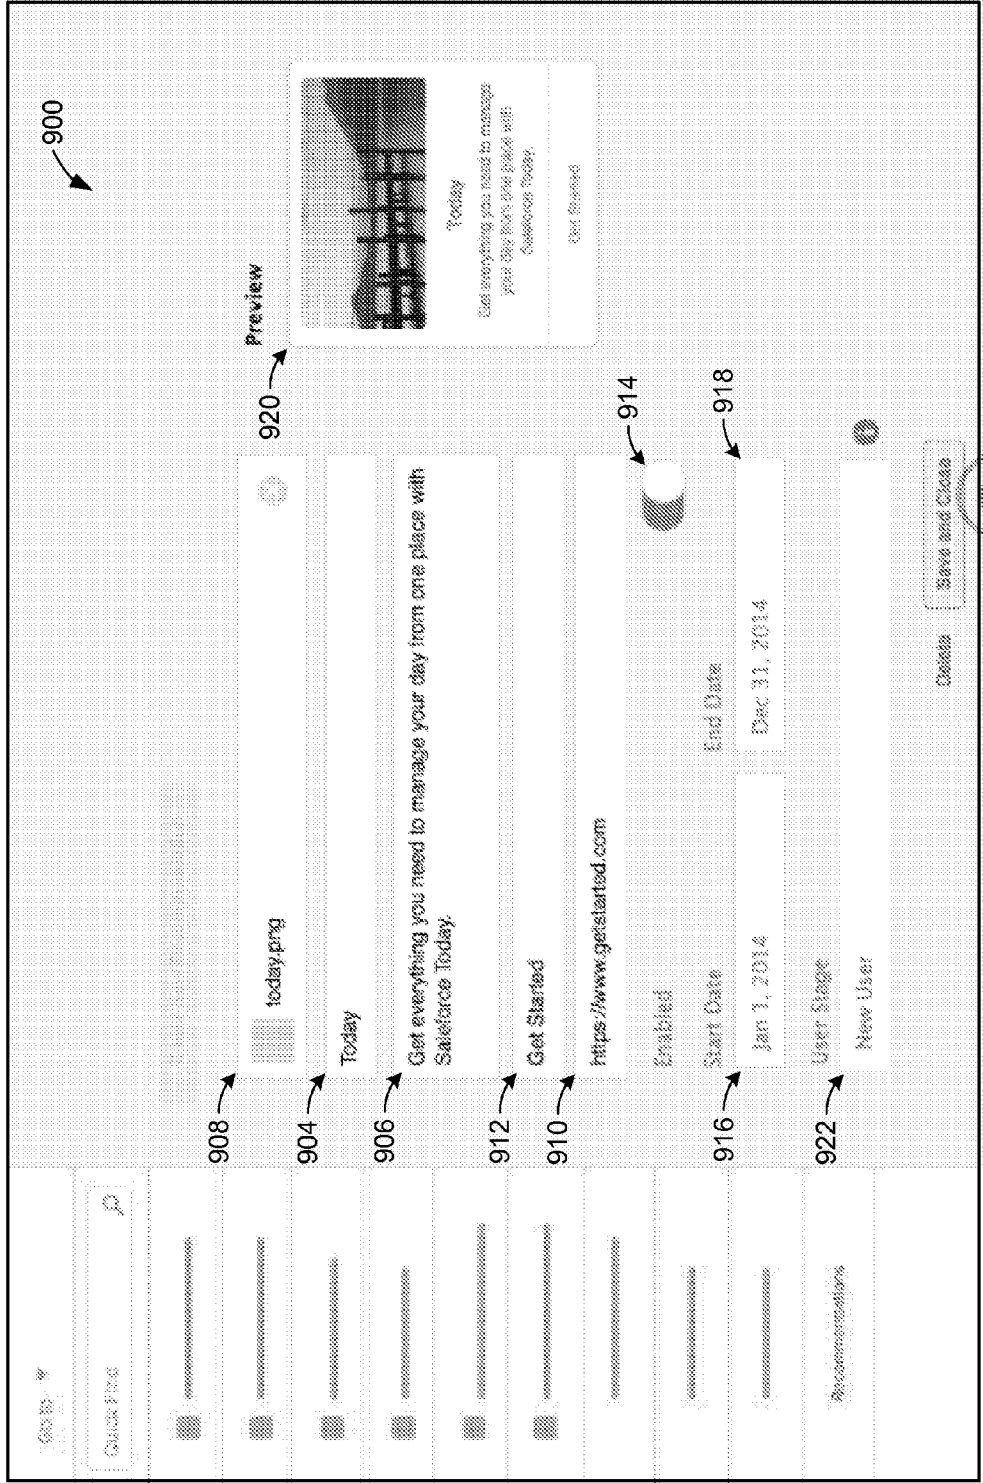 900
Go to
Quick Find
Recommendations
908
today.png
904
Today
906
Get everything you need to manage your day from one place with
Saleforce Today.
912
Get Started
910
https://www.getstarted.com
Enabled
914
Start Date
End Date
916
Jan 1, 2014
Dec 31, 2014
918
User Stage
922
New User
Delete
Save and Close
Preview
920
Today
Get everything you need to manage
your day from one place with
Saleforce Today.
Get Started